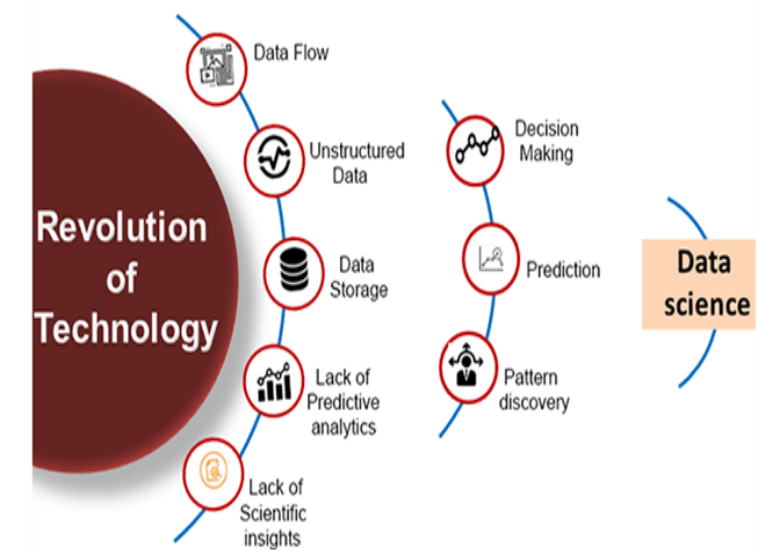 Revolution
of
Technology
Data Flow
Unstructured
Data
Data
Storage
Lack of
Predictive
analytics
Lack of
Scientific
insights
Decision
Making
Prediction
Pattern
discovery
Data
science